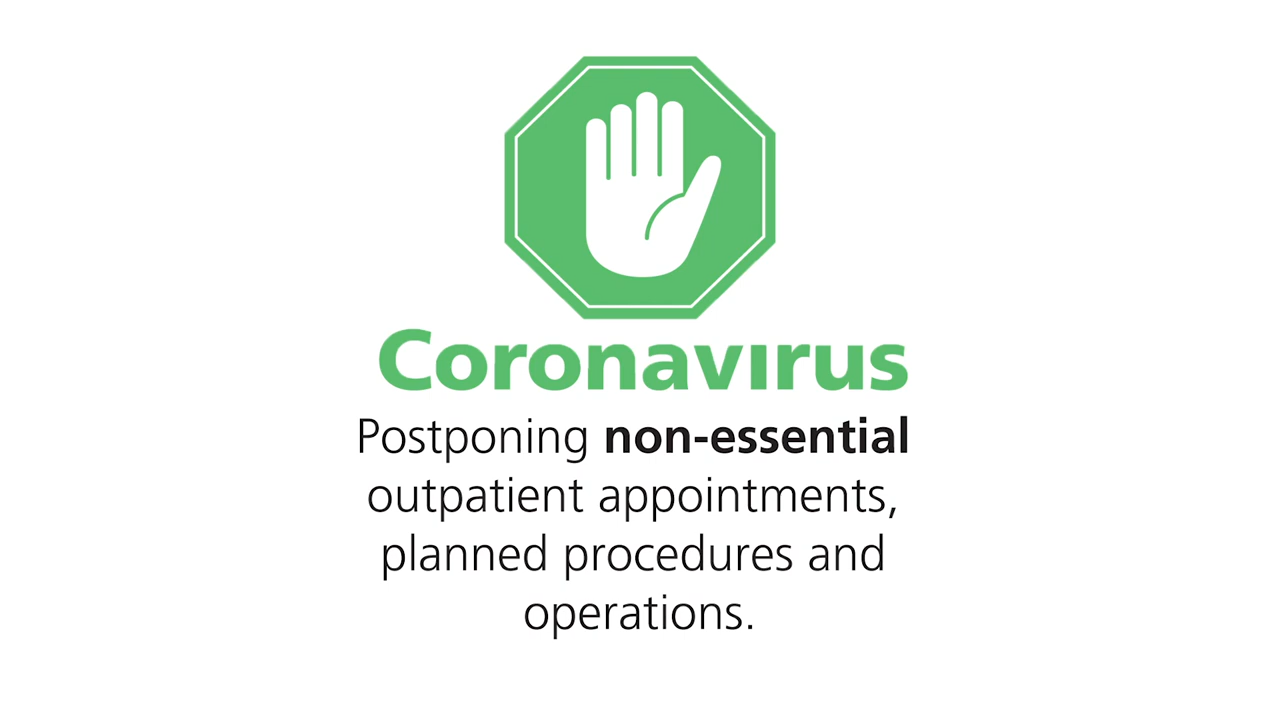 Coronavirus
Postponing non-essential
outpatient appointments,
planned procedures and
operations.